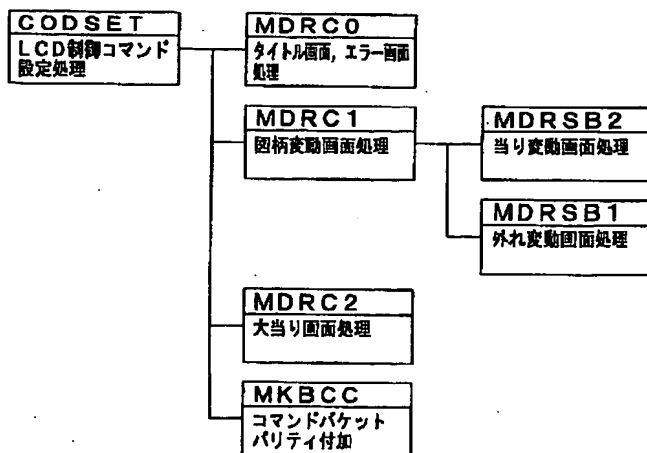 CODSET
LCD制御コマンド
設定処理
MDRC0
タイトル画面,エラー画面
処理
MDRC1
図柄変動画面処理
MDRSB2
当り変動画面処理
MDRSB1
外れ変動画面処理
MDRC2
大当り画面処理
MKBCC
コマンドパケット
パリティ付加